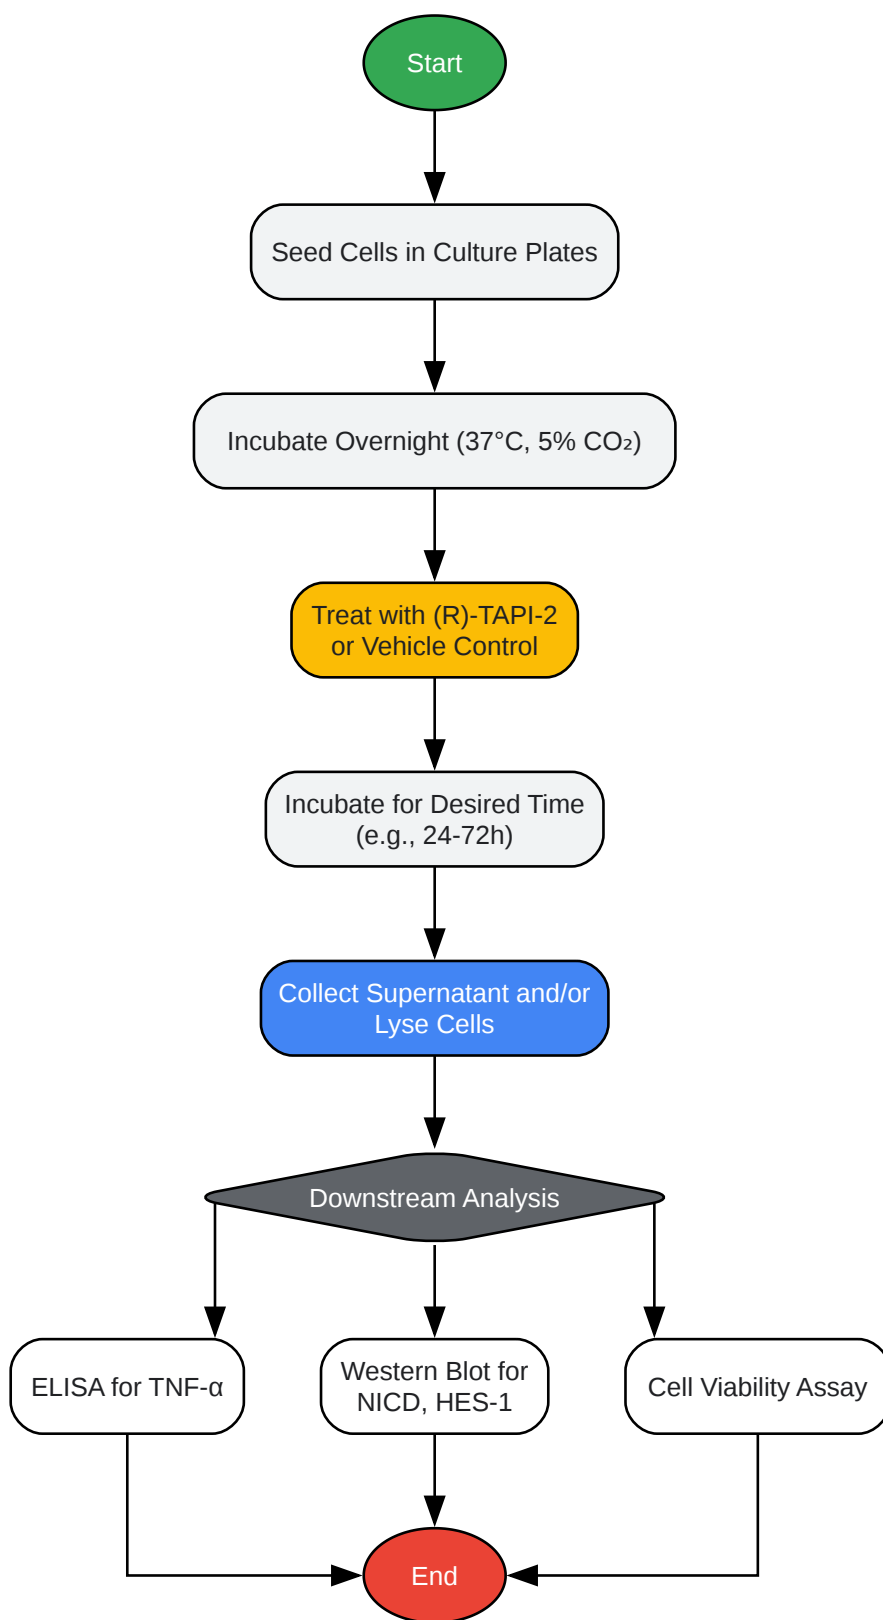 Start
Seed Cells in Culture Plates
Incubate Overnight (37°C, 5% CO₂)
Treat with (R)-TAPI-2
or Vehicle Control
Incubate for Desired Time
(e.g., 24-72h)
Collect Supernatant and/or
Lyse Cells
Downstream Analysis
ELISA for TNF-α
Western Blot for
NICD, HES-1
Cell Viability Assay
End